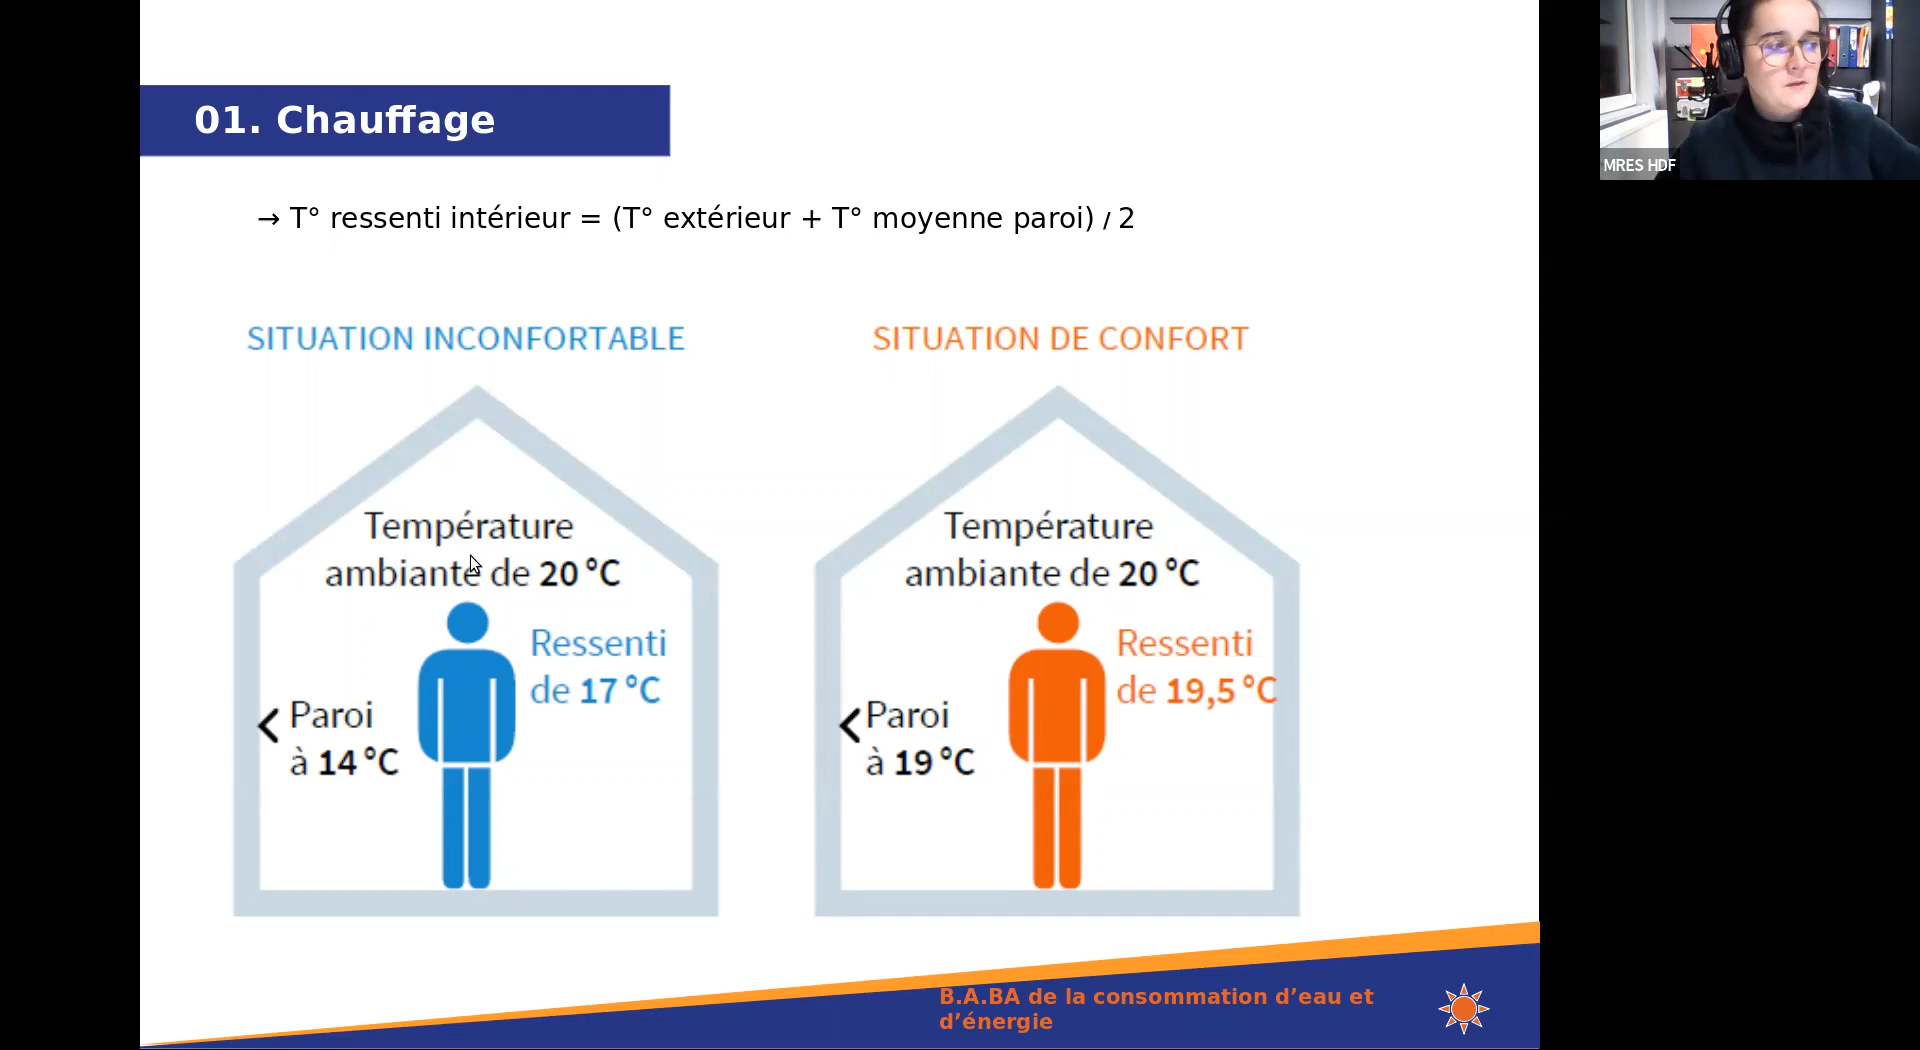 01. Chauffage
→ T° ressenti intérieur = (T° extérieur + T° moyenne paroi) / 2
SITUATION INCONFORTABLE
Température
ambiante de 20 °C
Ressenti
de 17 °C
Paroi
à 14 °C
SITUATION DE CONFORT
Température
ambiante de 20 °C
Ressenti
de 19,5 °C
Paroi
à 19 °C
B.A.BA de la consommation d’eau et
d’énergie
MRES HDF